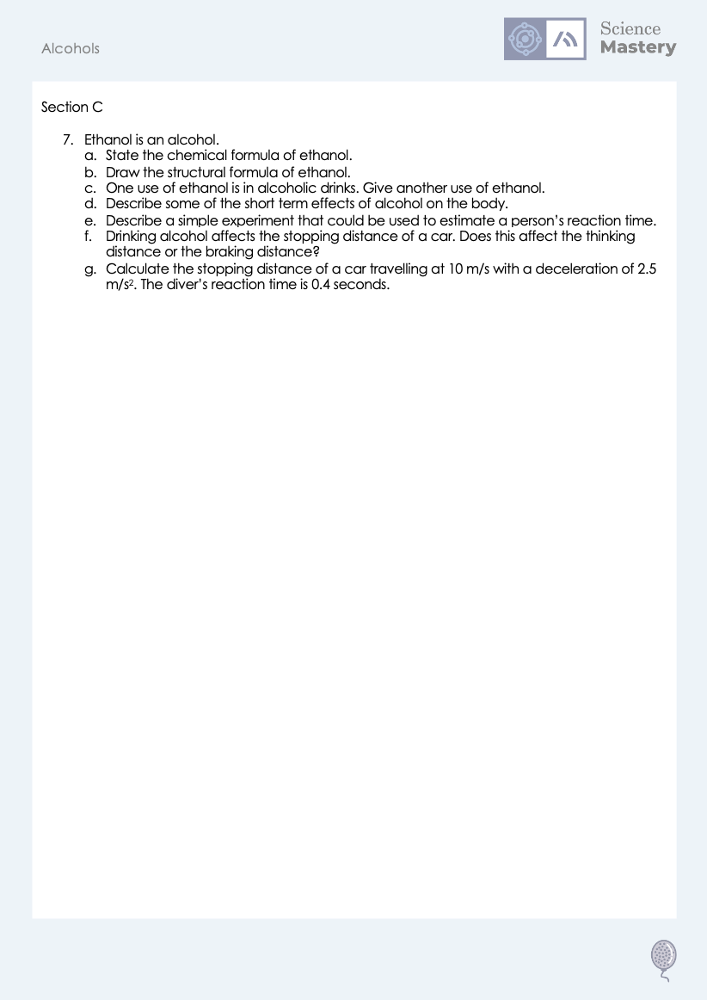 Alcohols
Science
Mastery
Section C
7. Ethanol is an alcohol.
a. State the chemical formula of ethanol.
b. Draw the structural formula of ethanol.
c. One use of ethanol is in alcoholic drinks. Give another use of ethanol.
d. Describe some of the short term effects of alcohol on the body.
e. Describe a simple experiment that could be used to estimate a person’s reaction time.
f. Drinking alcohol affects the stopping distance of a car. Does this affect the thinking
distance or the braking distance?
g. Calculate the stopping distance of a car travelling at 10 m/s with a deceleration of 2.5
m/s². The diver’s reaction time is 0.4 seconds.